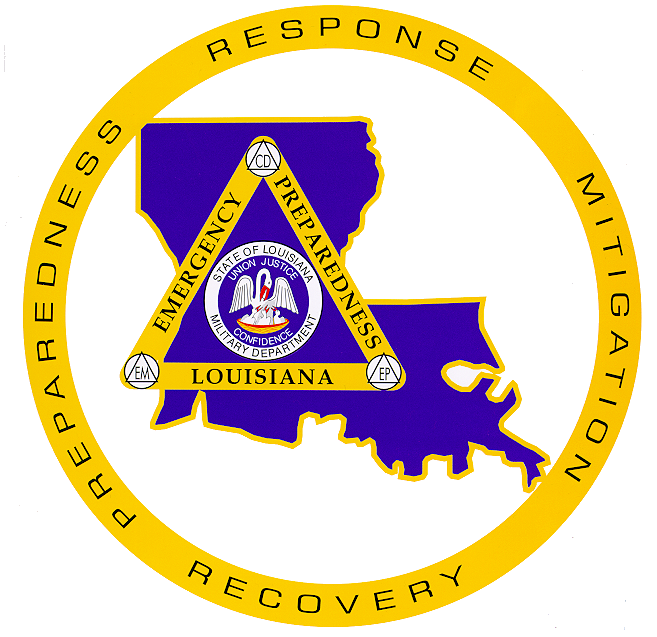 RESPONSE
MITIGATION
RECOVERY
PREPAREDNESS
CD
EMERGENCY
PREPAREDNESS
STATE OF LOUISIANA
UNION JUSTICE
CONFIDENCE
MILITARY DEPARTMENT
EM
LOUISIANA
EP